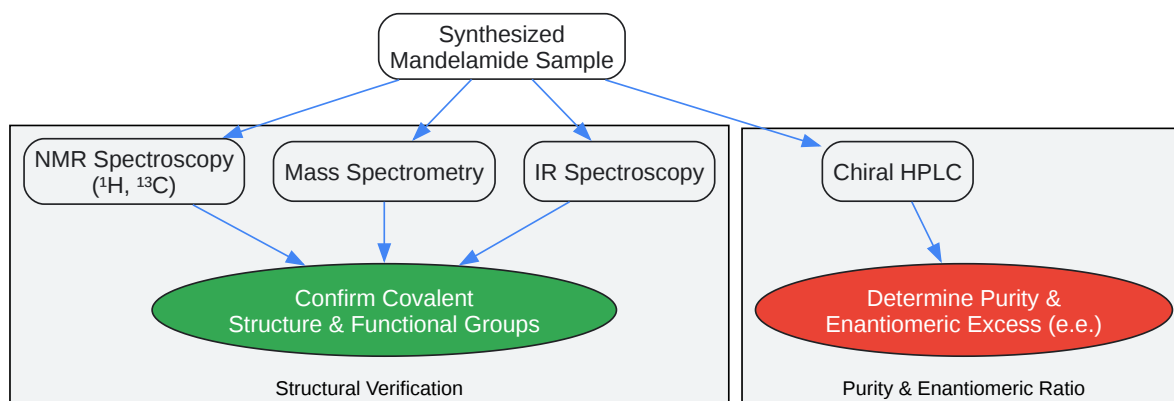 Synthesized
Mandelamide Sample
NMR Spectroscopy
(¹H, ¹³C)
Mass Spectrometry
IR Spectroscopy
Chiral HPLC
Confirm Covalent
Structure & Functional Groups
Determine Purity &
Enantiomeric Excess (e.e.)
Structural Verification
Purity & Enantiomeric Ratio